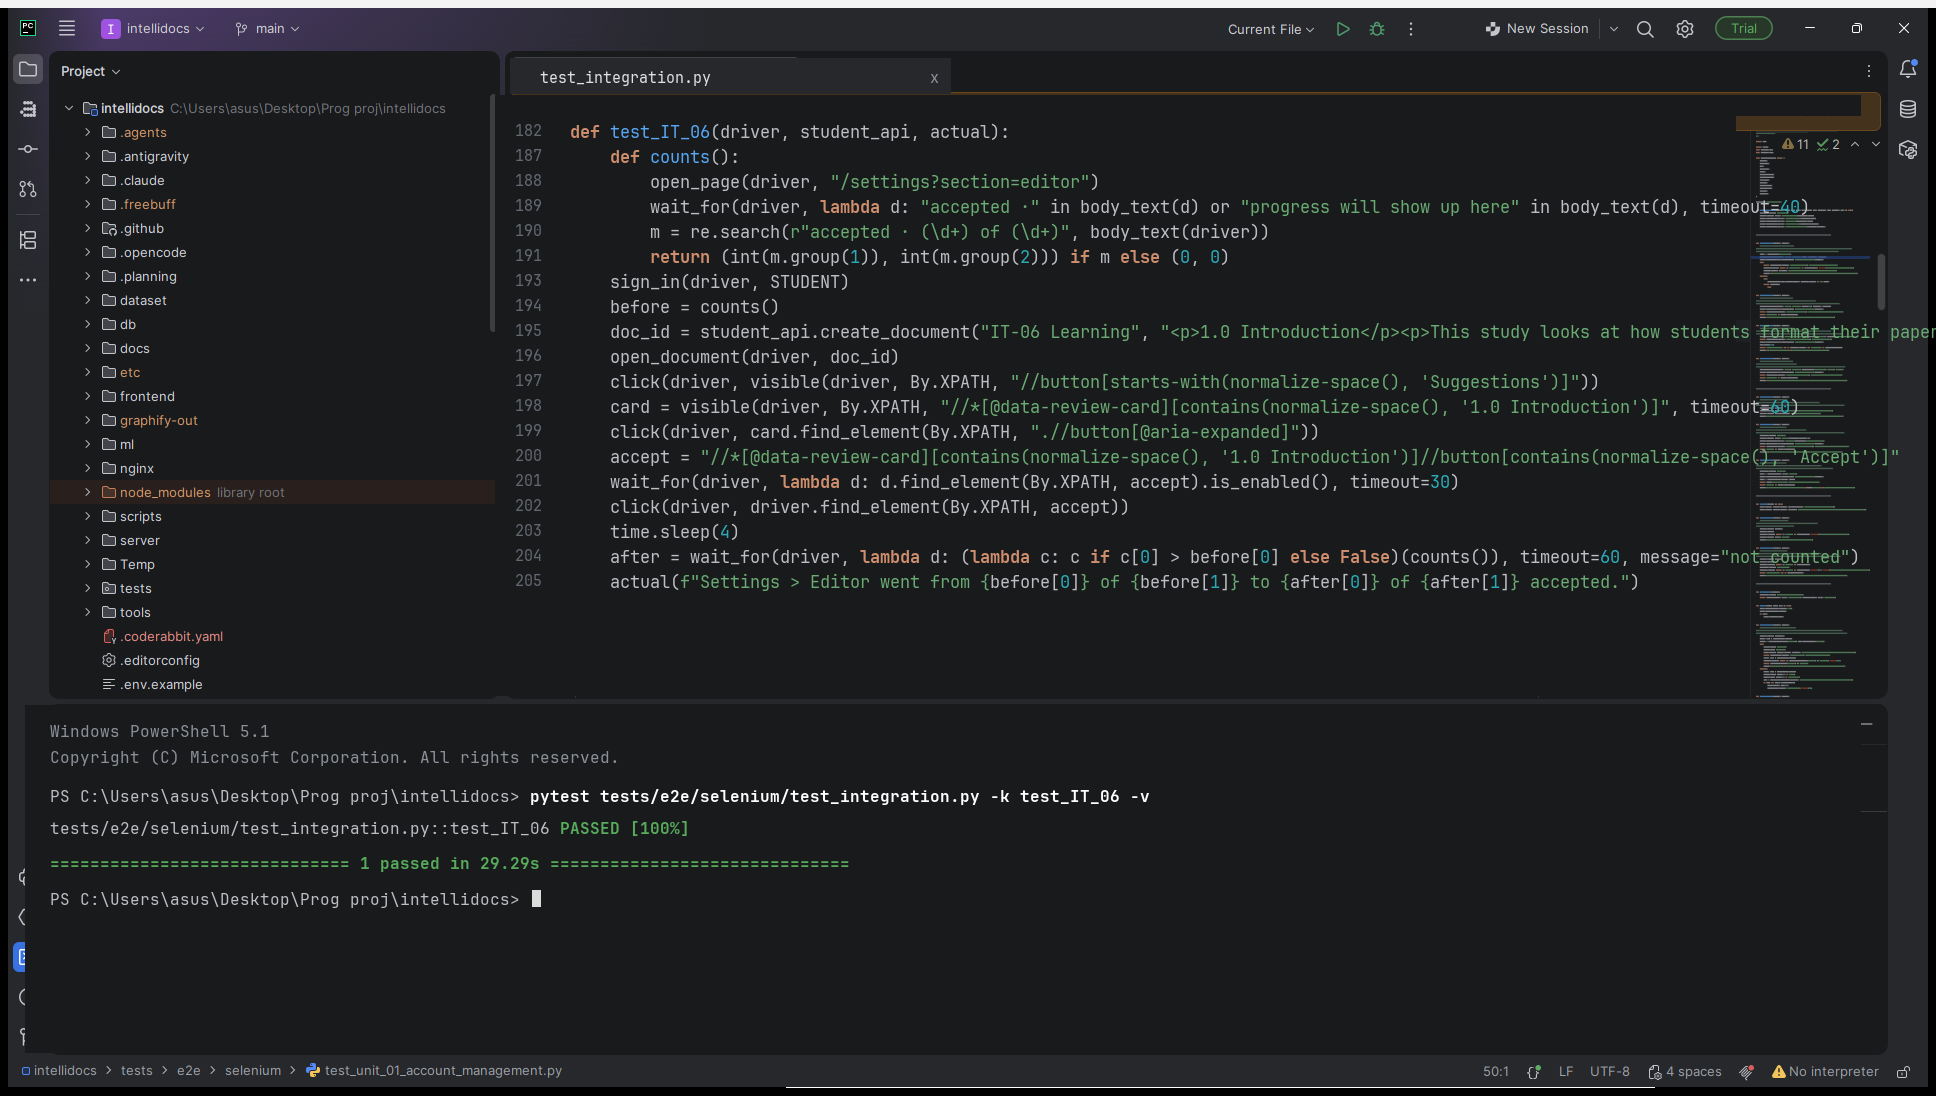 PC
I intellidocs
main
Current File
New Session
Trial
Project
intellidocs C:\Users\asus\Desktop\Prog proj\intellidocs
.agents
.antigravity
.claude
.freebuff
.github
.opencode
.planning
dataset
db
docs
etc
frontend
graphify-out
ml
nginx
node_modules library root
scripts
server
Temp
tests
tools
.coderabbit.yaml
.editorconfig
.env.example
test_integration.py x
11 2
182 def test_IT_06(driver, student_api, actual):
187 def counts():
188 open_page(driver, "/settings?section=editor")
189 wait_for(driver, lambda d: "accepted ·" in body_text(d) or "progress will show up here" in body_text(d), timeout=40)
190 m = re.search(r"accepted · (\d+) of (\d+)", body_text(driver))
191 return (int(m.group(1)), int(m.group(2))) if m else (0, 0)
193 sign_in(driver, STUDENT)
194 before = counts()
195 doc_id = student_api.create_document("IT-06 Learning", "<p>1.0 Introduction</p><p>This study looks at how students format their paper
196 open_document(driver, doc_id)
197 click(driver, visible(driver, By.XPATH, "//button[starts-with(normalize-space(), 'Suggestions')]"))
198 card = visible(driver, By.XPATH, "//*[@data-review-card][contains(normalize-space(), '1.0 Introduction')]", timeout=60)
199 click(driver, card.find_element(By.XPATH, ".//button[@aria-expanded]"))
200 accept = "//*[@data-review-card][contains(normalize-space(), '1.0 Introduction')]//button[contains(normalize-space(), 'Accept')]"
201 wait_for(driver, lambda d: d.find_element(By.XPATH, accept).is_enabled(), timeout=30)
202 click(driver, driver.find_element(By.XPATH, accept))
203 time.sleep(4)
204 after = wait_for(driver, lambda d: (lambda c: c if c[0] > before[0] else False)(counts()), timeout=60, message="not counted")
205 actual(f"Settings > Editor went from {before[0]} of {before[1]} to {after[0]} of {after[1]} accepted.")
Windows PowerShell 5.1
Copyright (C) Microsoft Corporation. All rights reserved.
PS C:\Users\asus\Desktop\Prog proj\intellidocs> pytest tests/e2e/selenium/test_integration.py -k test_IT_06 -v
tests/e2e/selenium/test_integration.py::test_IT_06 PASSED [100%]
============================== 1 passed in 29.29s ==============================
PS C:\Users\asus\Desktop\Prog proj\intellidocs>
intellidocs > tests > e2e > selenium > test_unit_01_account_management.py
50:1 LF UTF-8 4 spaces No interpreter